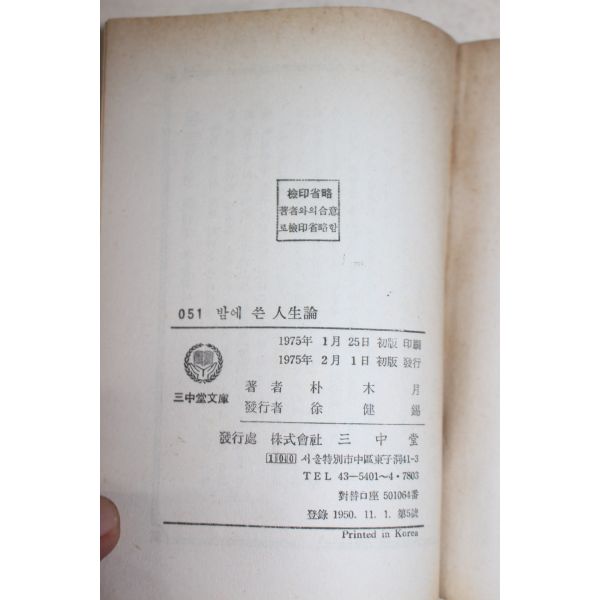 檢印省略
著者와의合意
로檢印省略함
051 밤에 쓴 人生論
1975年 1月 25日 初版 印刷
1975年 2月 1日 初版 發行
三中堂文庫
著者 朴木月
發行者 徐健錫
發行處 株式會社 三中堂
100 서울特別市中區東子洞41-3
TEL 43-5401~4·7803
對替口座 501064番
登錄 1950. 11. 1. 第5號
Printed in Korea